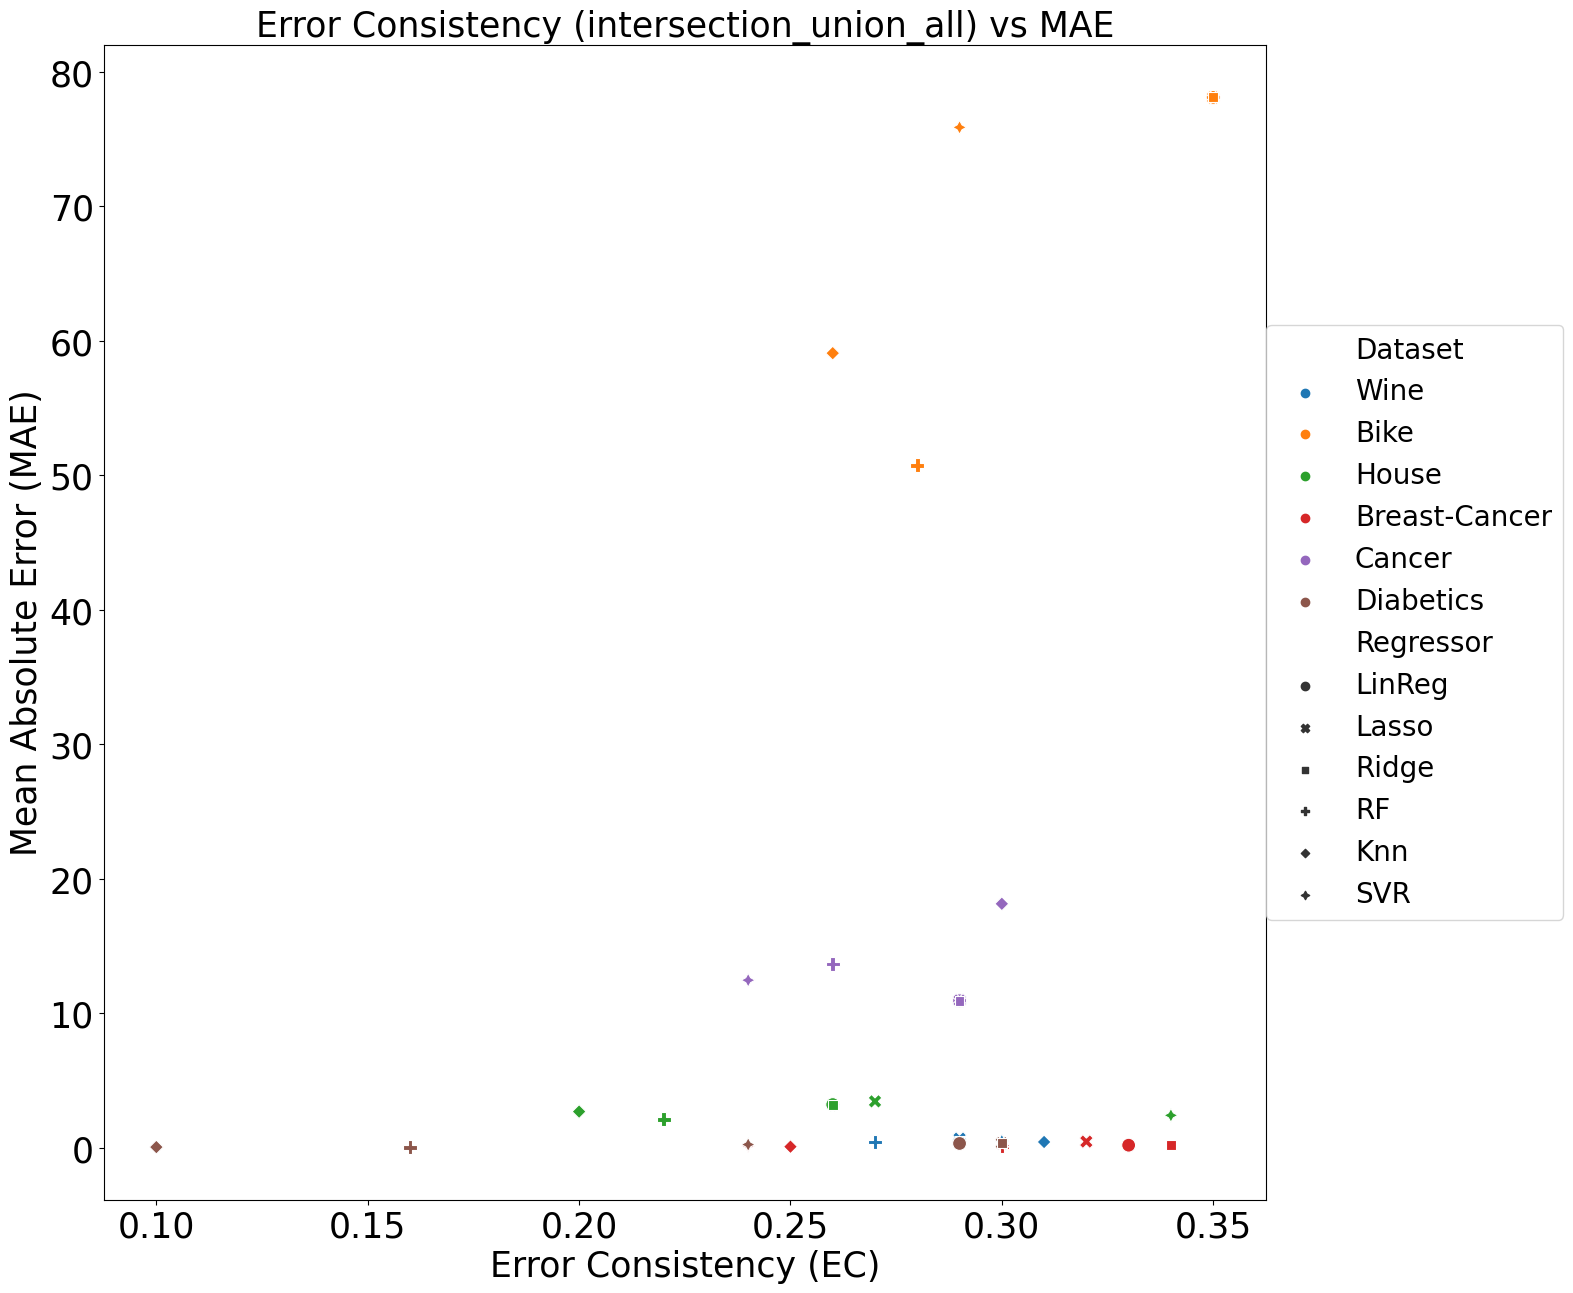 Error Consistency (intersection_union_all) vs MAE
Mean Absolute Error (MAE)
80
70
60
50
40
30
20
10
0
0.10
0.15
0.20
0.25
0.30
0.35
Error Consistency (EC)
Dataset
Wine
Bike
House
Breast-Cancer
Cancer
Diabetics
Regressor
LinReg
Lasso
Ridge
RF
Knn
SVR